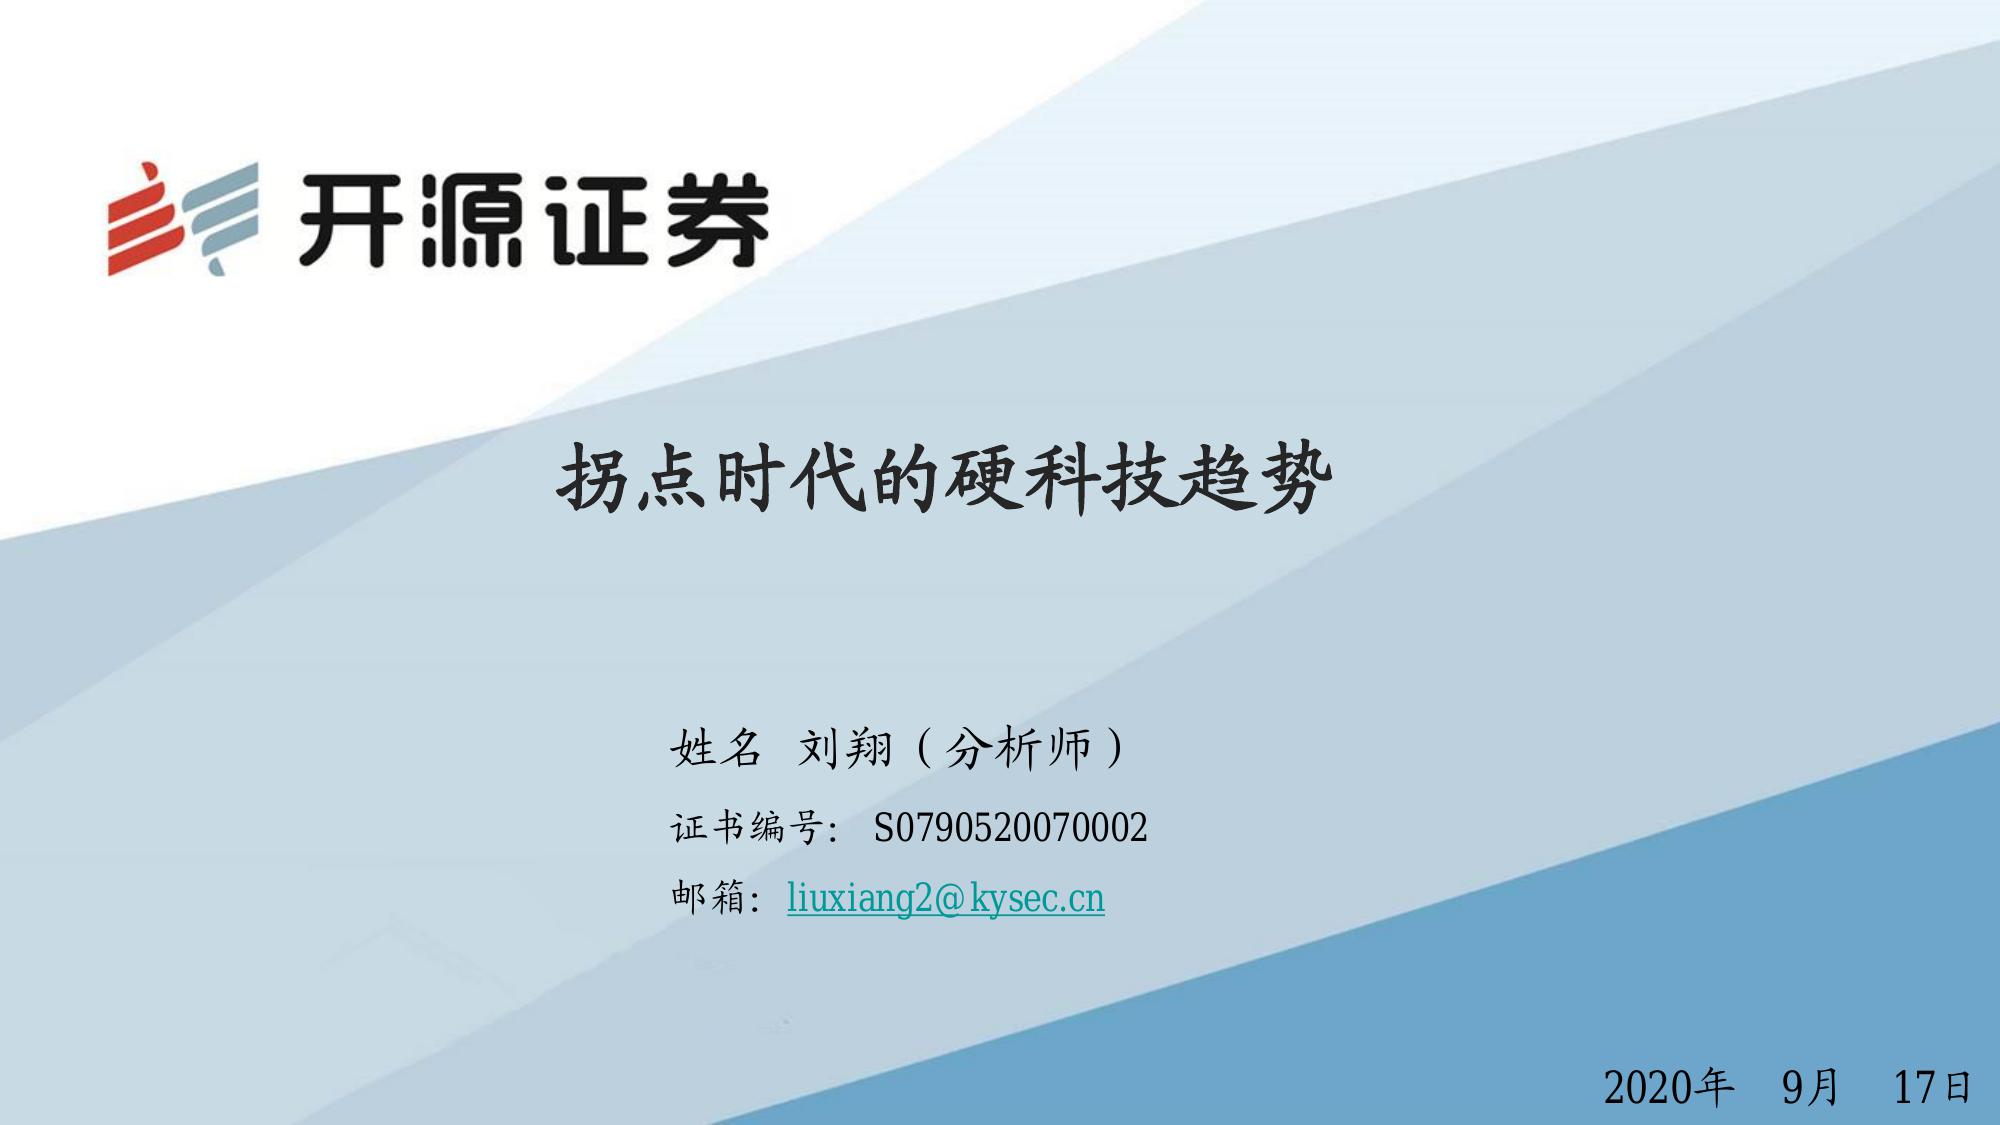 开源证券
拐点时代的硬科技趋势
姓名 刘翔（分析师）
证书编号： S0790520070002
邮箱：liuxiang2@kysec.cn
2020年 9月 17日